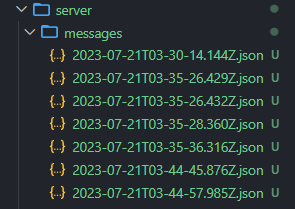 server
messages
{...} 2023-07-21T03-30-14.144Z.json U
{...} 2023-07-21T03-35-26.429Z.json U
{...} 2023-07-21T03-35-26.432Z.json U
{...} 2023-07-21T03-35-28.360Z.json U
{...} 2023-07-21T03-35-36.316Z.json U
{...} 2023-07-21T03-44-45.876Z.json U
{...} 2023-07-21T03-44-57.985Z.json U